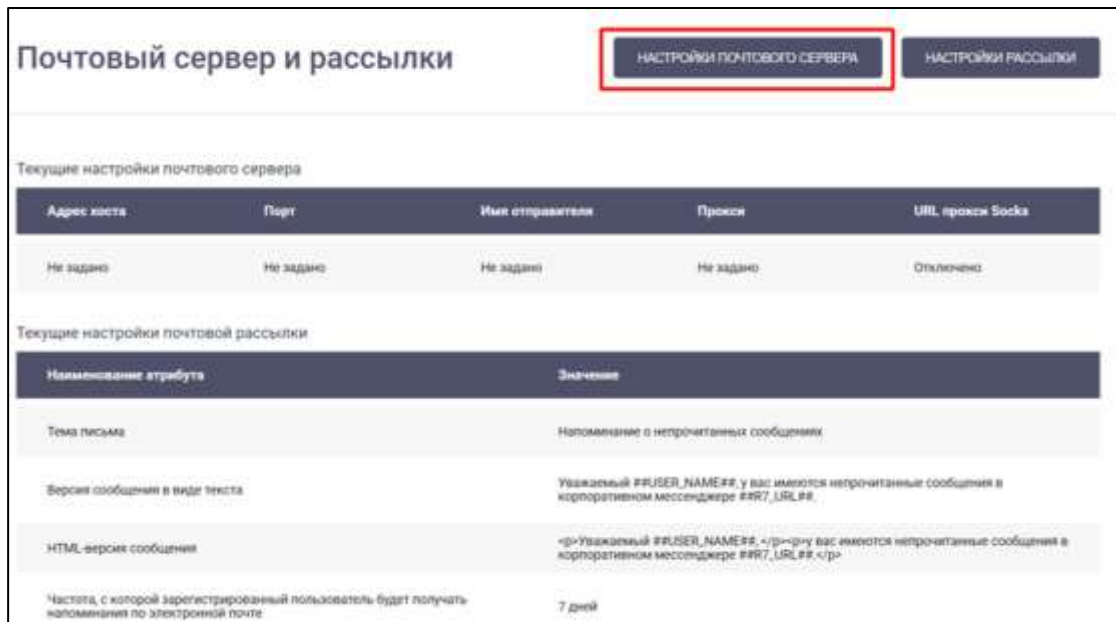 Почтовый сервер и рассылки
НАСТРОЙКИ ПОЧТОВОГО СЕРВЕРА
НАСТРОЙКИ РАССЫЛКИ
Текущие настройки почтового сервера
Адрес хоста Порт Имя отправителя Прокси URL прокси Socks
Не задано Не задано Не задано Не задано Отключено
Текущие настройки почтовой рассылки
Наименование атрибута Значение
Тема письма Напоминание о непрочитанных сообщениях
Версия сообщения в виде текста
Уважаемый ##USER_NAME##, у вас имеются непрочитанные сообщения в
корпоративном мессенджере ##R7_URL##.
HTML-версия сообщения
<p>Уважаемый ##USER_NAME##, </p><p>у вас имеются непрочитанные сообщения в
корпоративном мессенджере ##R7_URL##.</p>
Частота, с которой зарегистрированный пользователь будет получать
напоминания по электронной почте
7 дней